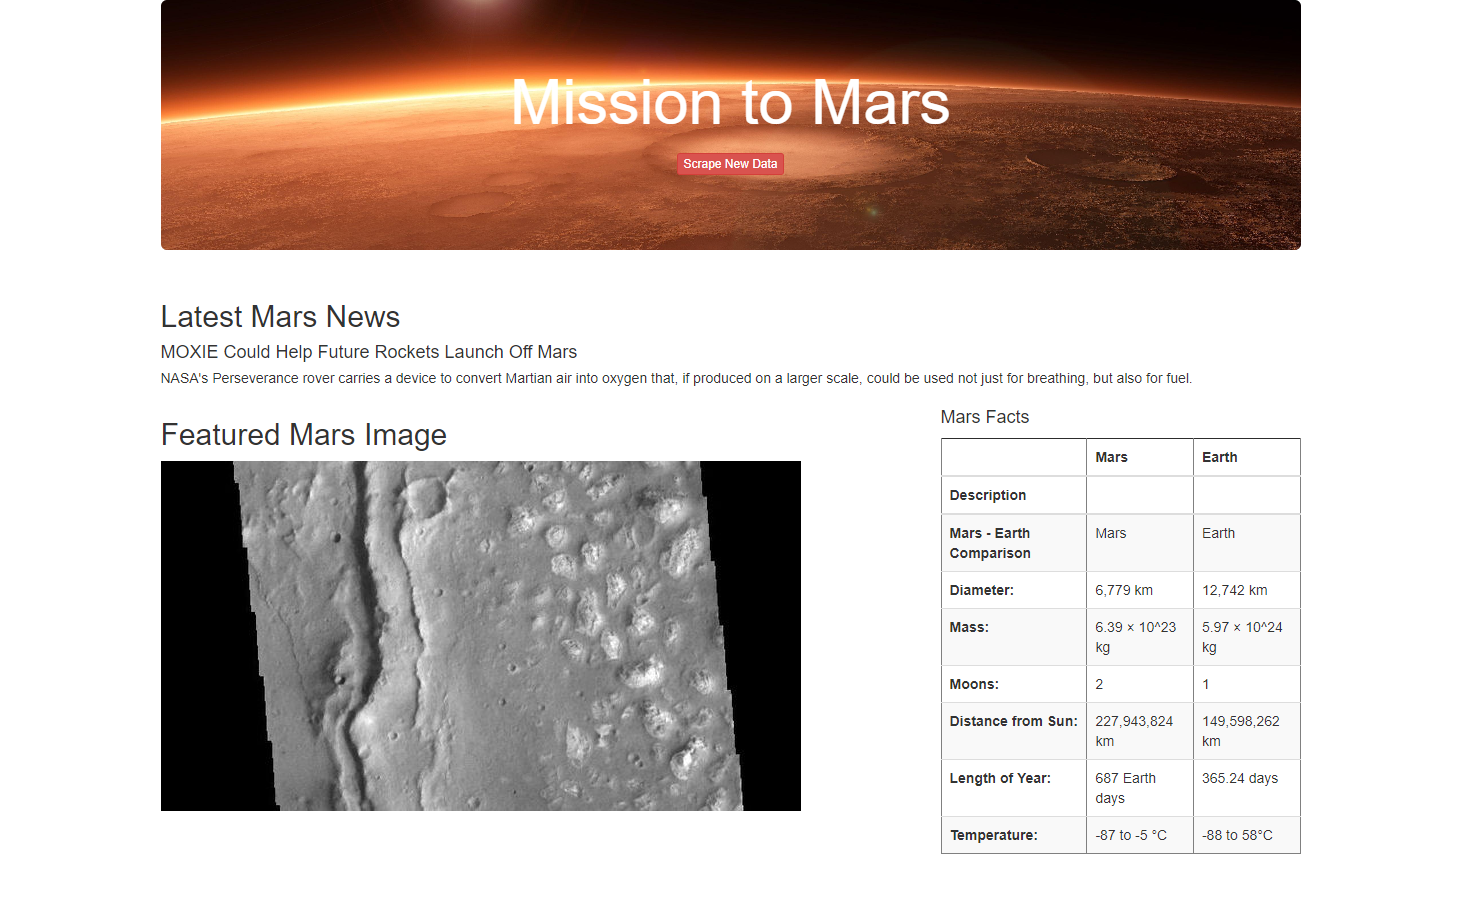 Mission to Mars
Scrape New Data
Latest Mars News
MOXIE Could Help Future Rockets Launch Off Mars
NASA's Perseverance rover carries a device to convert Martian air into oxygen that, if produced on a larger scale, could be used not just for breathing, but also for fuel.
Featured Mars Image
Mars Facts
Mars Earth
Description
Mars - Earth Comparison Mars Earth
Diameter: 6,779 km 12,742 km
Mass: 6.39 × 10^23 kg 5.97 × 10^24 kg
Moons: 2 1
Distance from Sun: 227,943,824 km 149,598,262 km
Length of Year: 687 Earth days 365.24 days
Temperature: -87 to -5 °C -88 to 58°C